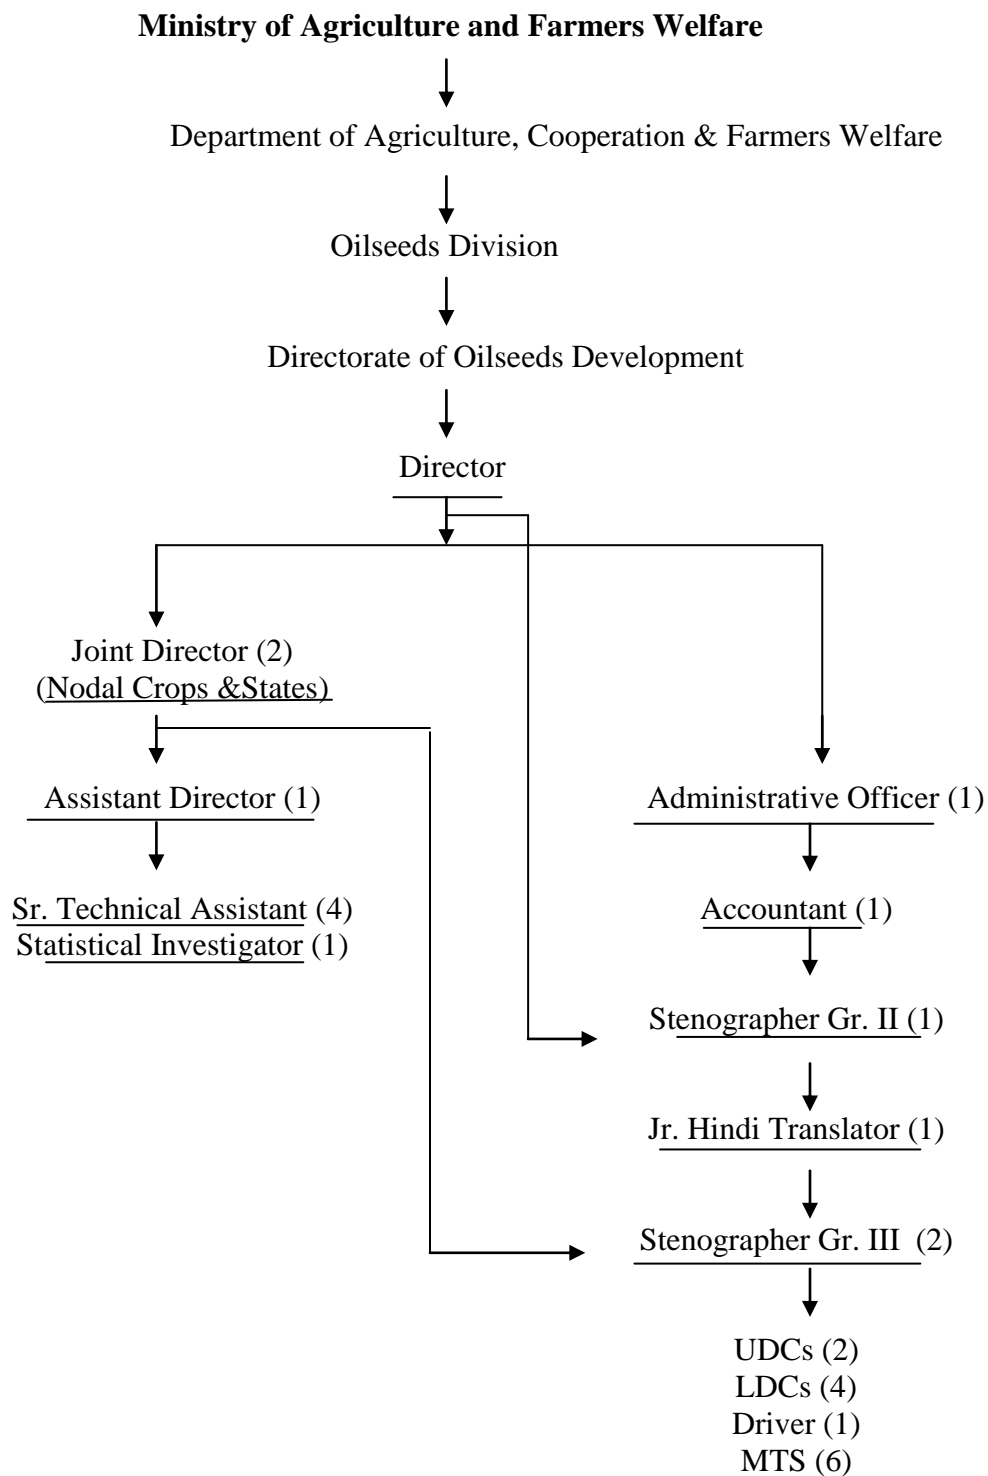 Ministry of Agriculture and Farmers Welfare
Department of Agriculture, Cooperation & Farmers Welfare
Oilseeds Division
Directorate of Oilseeds Development
Director
Joint Director (2)
(Nodal Crops &States)
Assistant Director (1)
Administrative Officer (1)
Sr. Technical Assistant (4)
Statistical Investigator (1)
Accountant (1)
Stenographer Gr. II (1)
Jr. Hindi Translator (1)
Stenographer Gr. III (2)
UDCs (2)
LDCs (4)
Driver (1)
MTS (6)